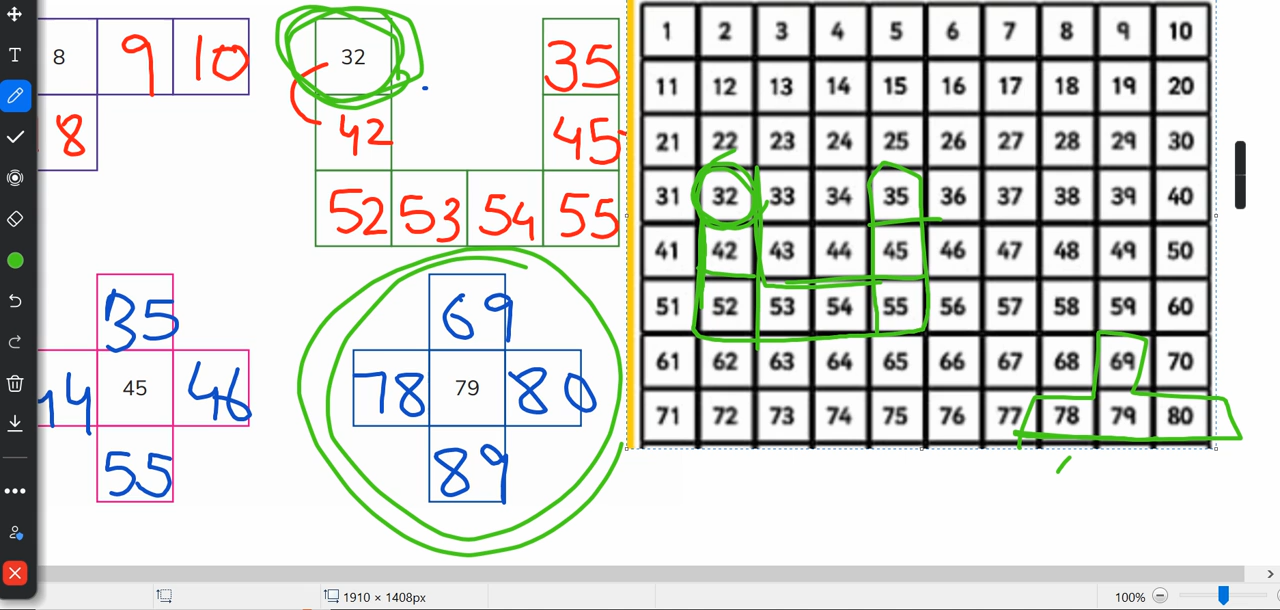 8 9 10
8
32 35
42 45
52 53 54 55
35
44 45 46
55
69
78 79 80
89
1 2 3 4 5 6 7 8 9 10
11 12 13 14 15 16 17 18 19 20
21 22 23 24 25 26 27 28 29 30
31 32 33 34 35 36 37 38 39 40
41 42 43 44 45 46 47 48 49 50
51 52 53 54 55 56 57 58 59 60
61 62 63 64 65 66 67 68 69 70
71 72 73 74 75 76 77 78 79 80
T
1910 × 1408px
100%